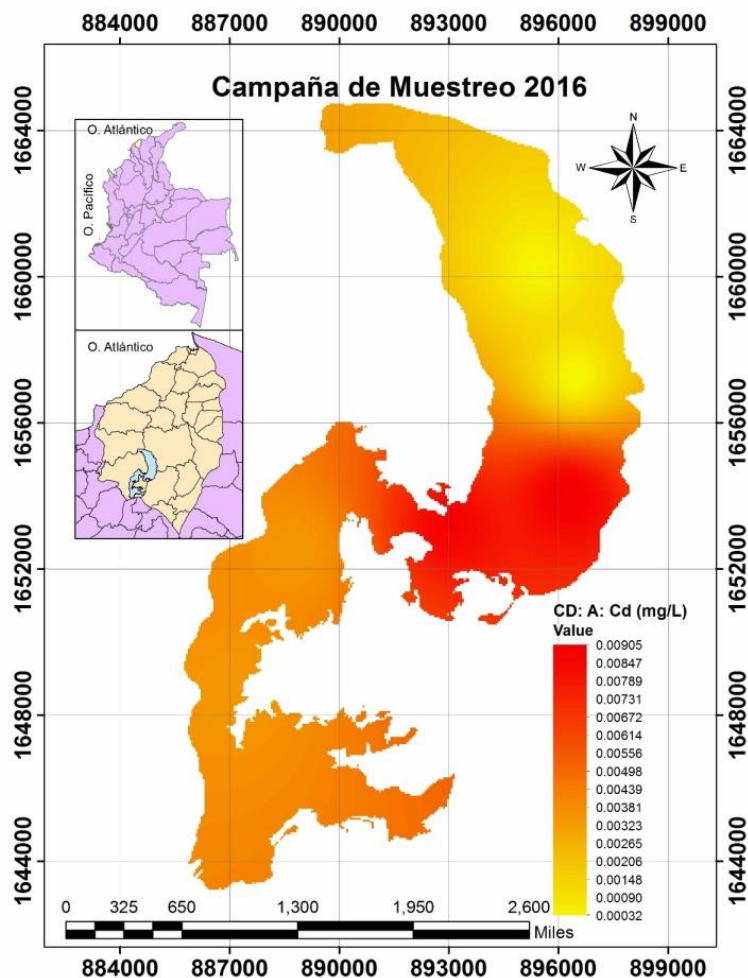 884000 887000 890000 893000 896000 899000
Campaña de Muestreo 2016
O. Atlántico
O. Pacífico
O. Atlántico
N
W E
S
1664000
1660000
1656000
1652000
1648000
1644000
1664000
1660000
1656000
1652000
1648000
1644000
CD: A: Cd (mg/L)
Value
0.00905
0.00847
0.00789
0.00731
0.00672
0.00614
0.00556
0.00498
0.00439
0.00381
0.00323
0.00265
0.00206
0.00148
0.00090
0.00032
0 325 650 1,300 1,950 2,600
Miles
884000 887000 890000 893000 896000 899000